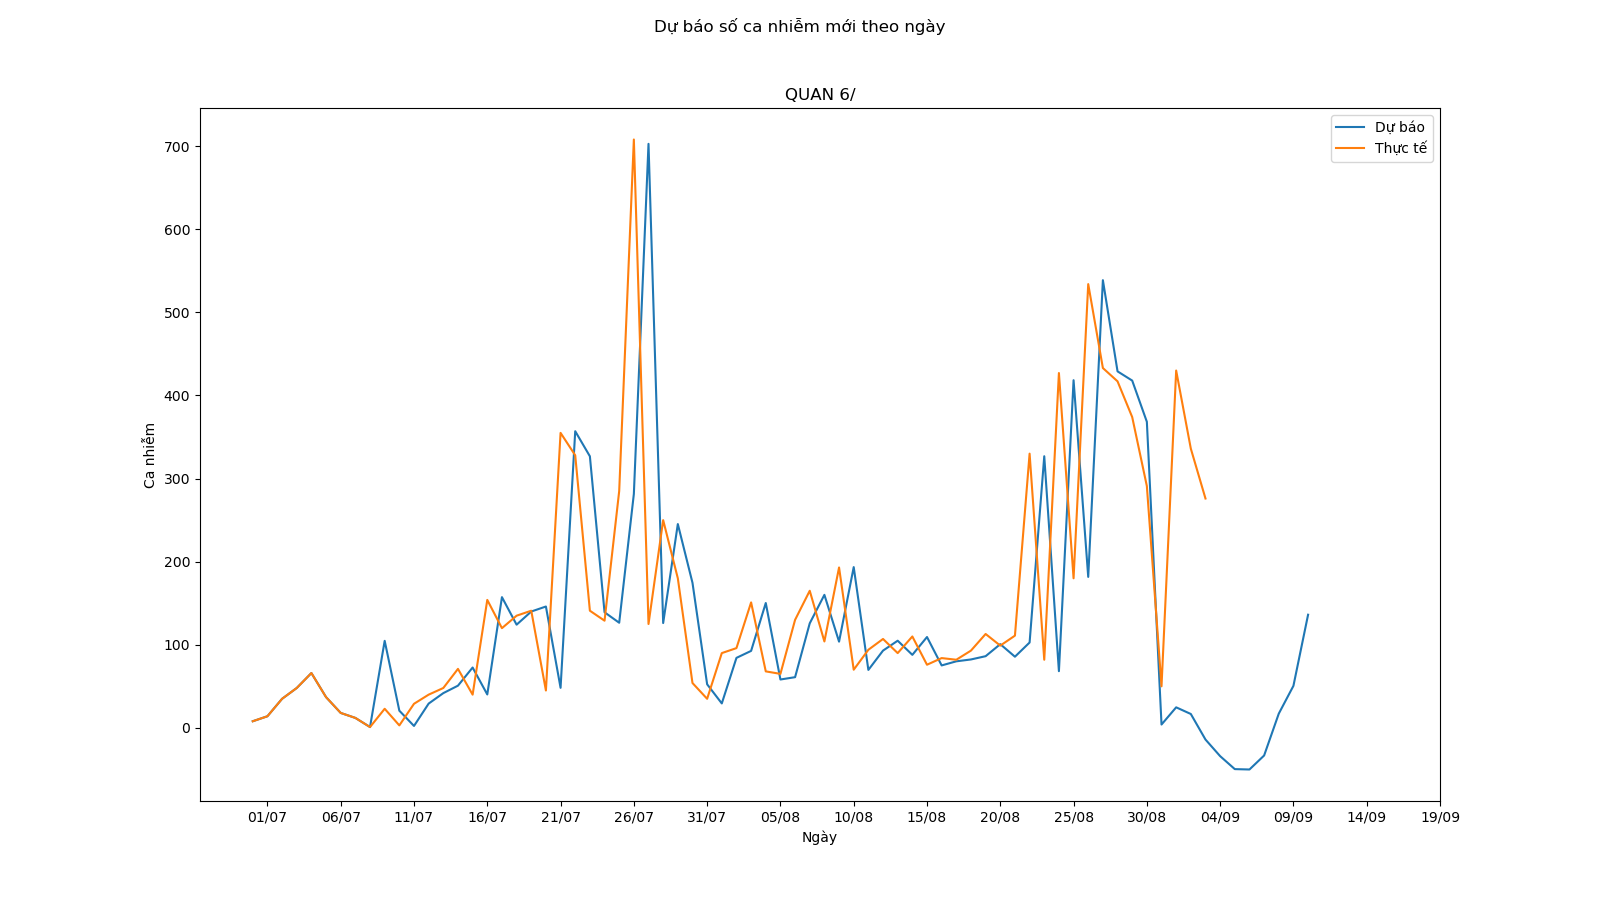 Dự báo số ca nhiễm mới theo ngày
QUAN 6/
Dự báo
Thực tế
700
600
500
400
300
200
100
0
Ca nhiễm
01/07 06/07 11/07 16/07 21/07 26/07 31/07 05/08 10/08 15/08 20/08 25/08 30/08 04/09 09/09 14/09 19/09
Ngày